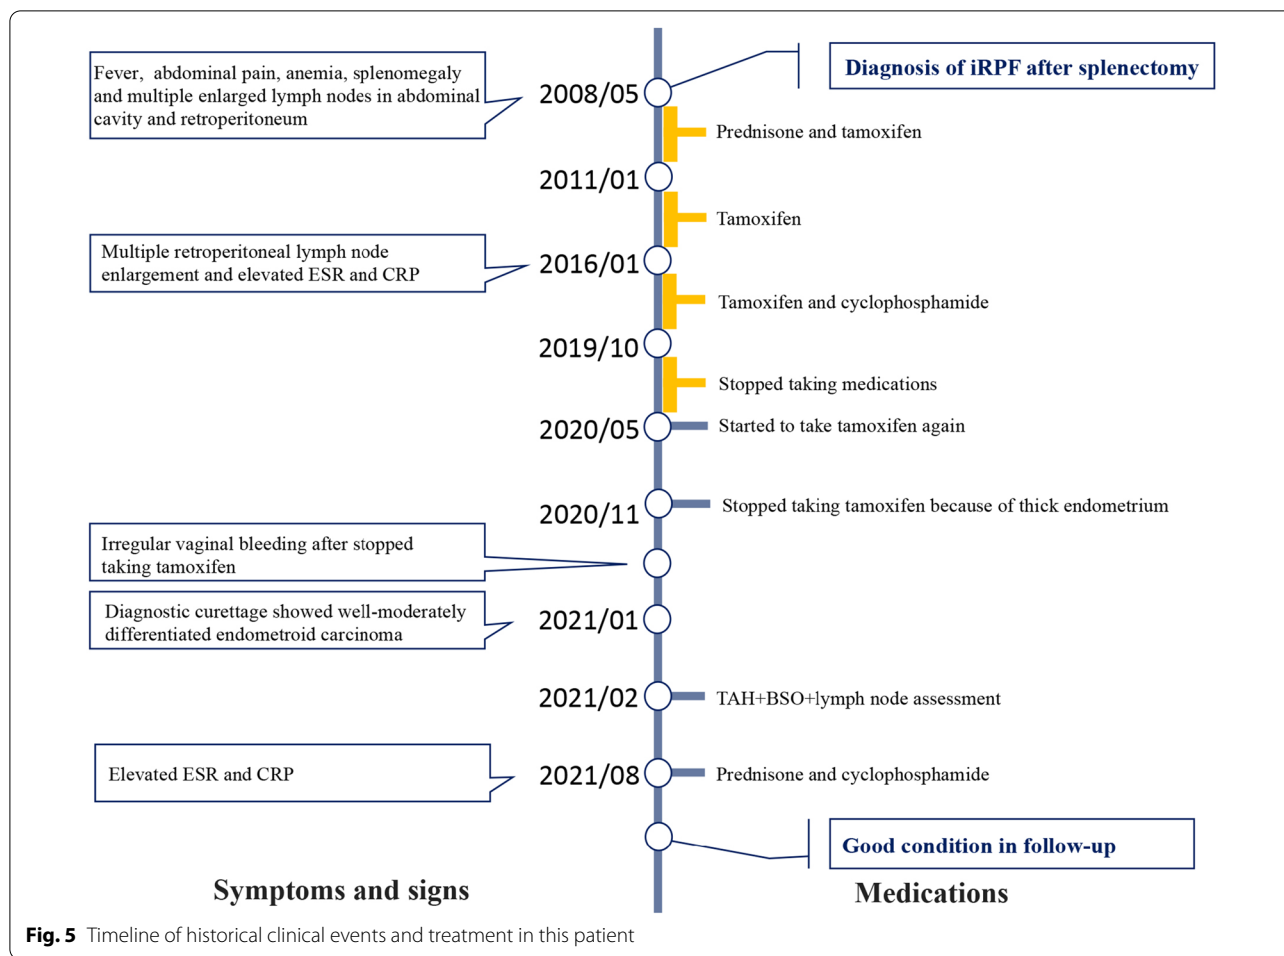 Fever, abdominal pain, anemia, splenomegaly
and multiple enlarged lymph nodes in abdominal
cavity and retroperitoneum
2008/05
Diagnosis of iRPF after splenectomy
Prednisone and tamoxifen
2011/01
Tamoxifen
Multiple retroperitoneal lymph node
enlargement and elevated ESR and CRP
2016/01
Tamoxifen and cyclophosphamide
2019/10
Stopped taking medications
2020/05
Started to take tamoxifen again
2020/11
Stopped taking tamoxifen because of thick endometrium
Irregular vaginal bleeding after stopped
taking tamoxifen
Diagnostic curettage showed well-moderately
differentiated endometroid carcinoma
2021/01
2021/02
TAH+BSO+lymph node assessment
Elevated ESR and CRP
2021/08
Prednisone and cyclophosphamide
Good condition in follow-up
Symptoms and signs
Medications
Fig. 5 Timeline of historical clinical events and treatment in this patient